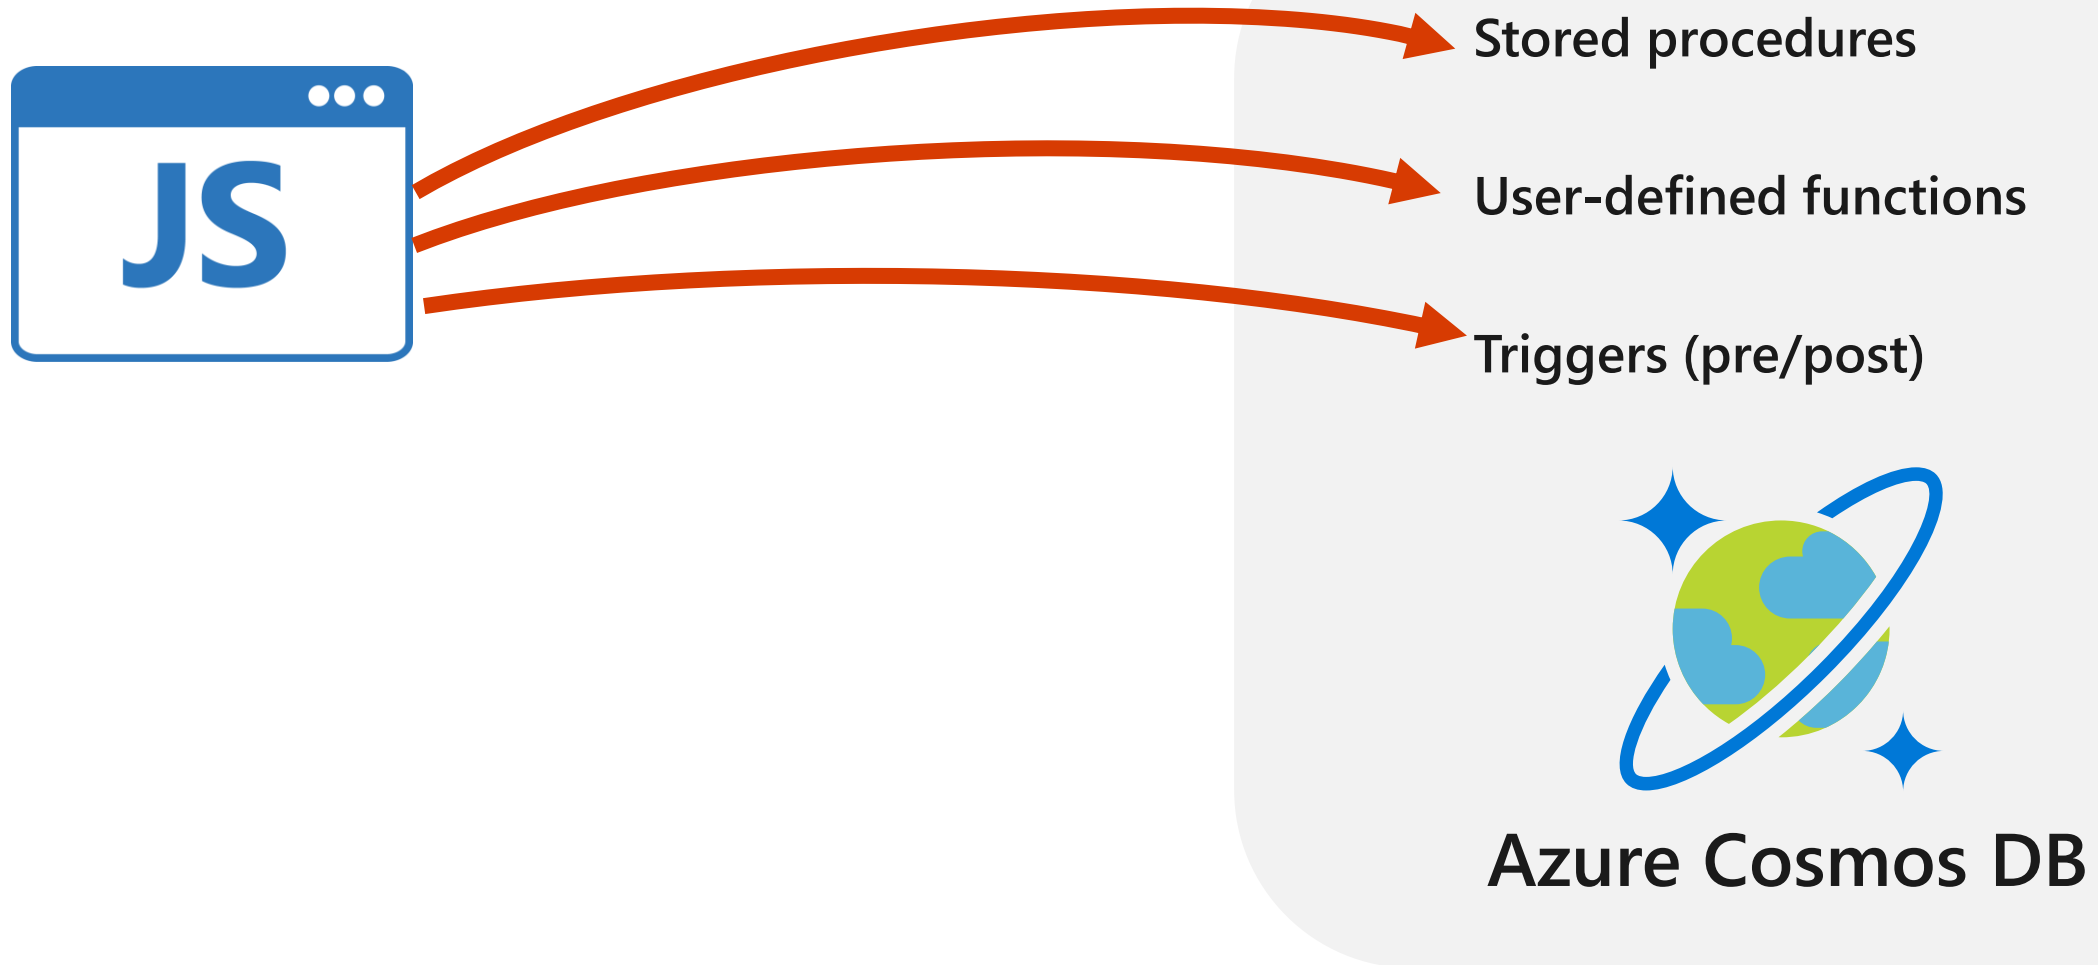 Stored procedures
JS
User-defined functions
Triggers (pre/post)
Azure Cosmos DB